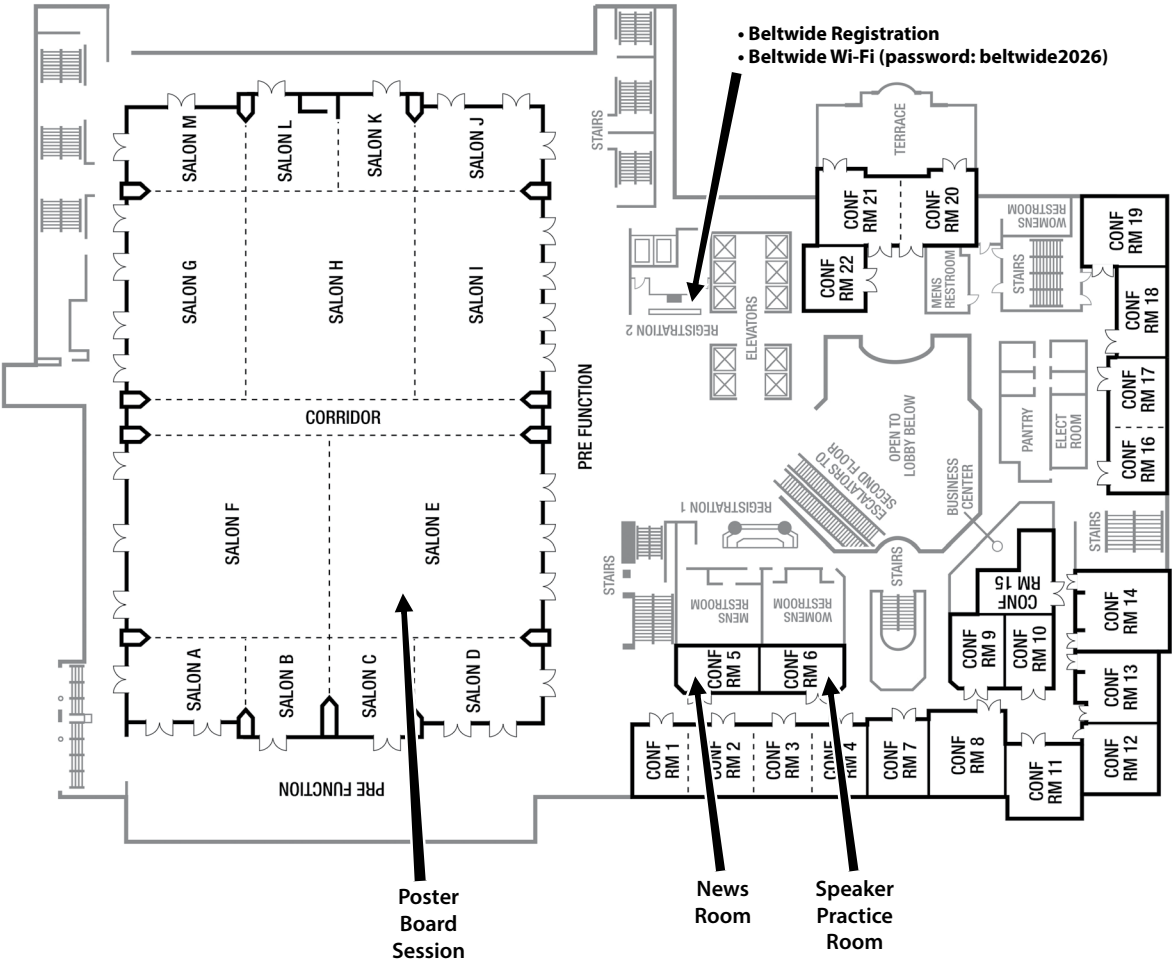 • Beltwide Registration
• Beltwide Wi-Fi (password: beltwide2026)
STAIRS
TERRACE
SALON M
SALON L
SALON K
SALON J
CONF
RM 21
CONF
RM 20
WOMENS
RESTROOM
CONF
RM 19
SALON G
SALON H
SALON I
CONF
RM 22
MENS
RESTROOM
STAIRS
CONF
RM 18
REGISTRATION 2
ELEVATORS
CONF
RM 17
CORRIDOR
PRE FUNCTION
OPEN TO
LOBBY BELOW
PANTRY
ELECT
ROOM
CONF
RM 16
ESCALATORS TO
SECOND FLOOR
BUSINESS
CENTER
SALON F
SALON E
REGISTRATION 1
STAIRS
STAIRS
STAIRS
MENS
RESTROOM
WOMENS
RESTROOM
CONF
RM 15
CONF
RM 14
CONF
RM 9
CONF
RM 10
SALON A
SALON B
SALON C
SALON D
CONF
RM 5
CONF
RM 6
CONF
RM 13
CONF
RM 1
CONF
RM 2
CONF
RM 3
CONF
RM 4
CONF
RM 7
CONF
RM 8
CONF
RM 11
CONF
RM 12
PRE FUNCTION
Poster
Board
Session
News
Room
Speaker
Practice
Room